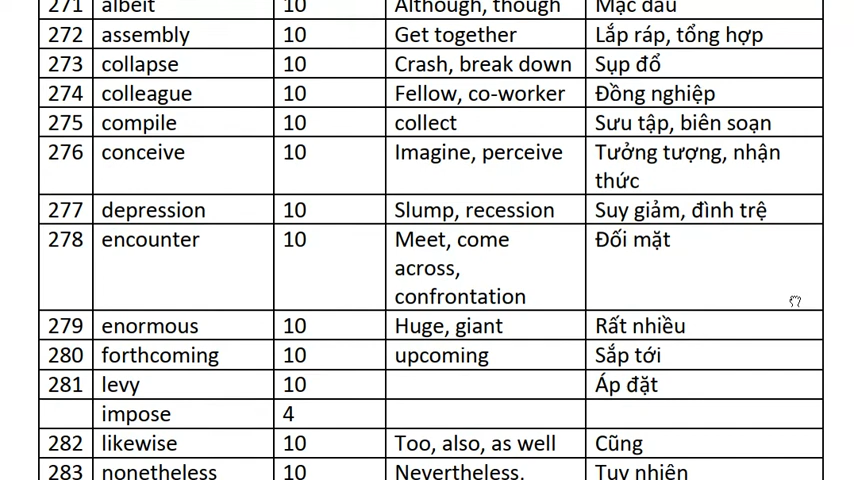 271 albeit 10 Although, though Mặc dầu
272 assembly 10 Get together Lắp ráp, tổng hợp
273 collapse 10 Crash, break down Sụp đổ
274 colleague 10 Fellow, co-worker Đồng nghiệp
275 compile 10 collect Sưu tập, biên soạn
276 conceive 10 Imagine, perceive Tưởng tượng, nhận
thức
277 depression 10 Slump, recession Suy giảm, đình trệ
278 encounter 10 Meet, come Đối mặt
across,
confrontation
279 enormous 10 Huge, giant Rất nhiều
280 forthcoming 10 upcoming Sắp tới
281 levy 10 Áp đặt
impose 4
282 likewise 10 Too, also, as well Cũng
283 nonetheless 10 Nevertheless, Tuy nhiên